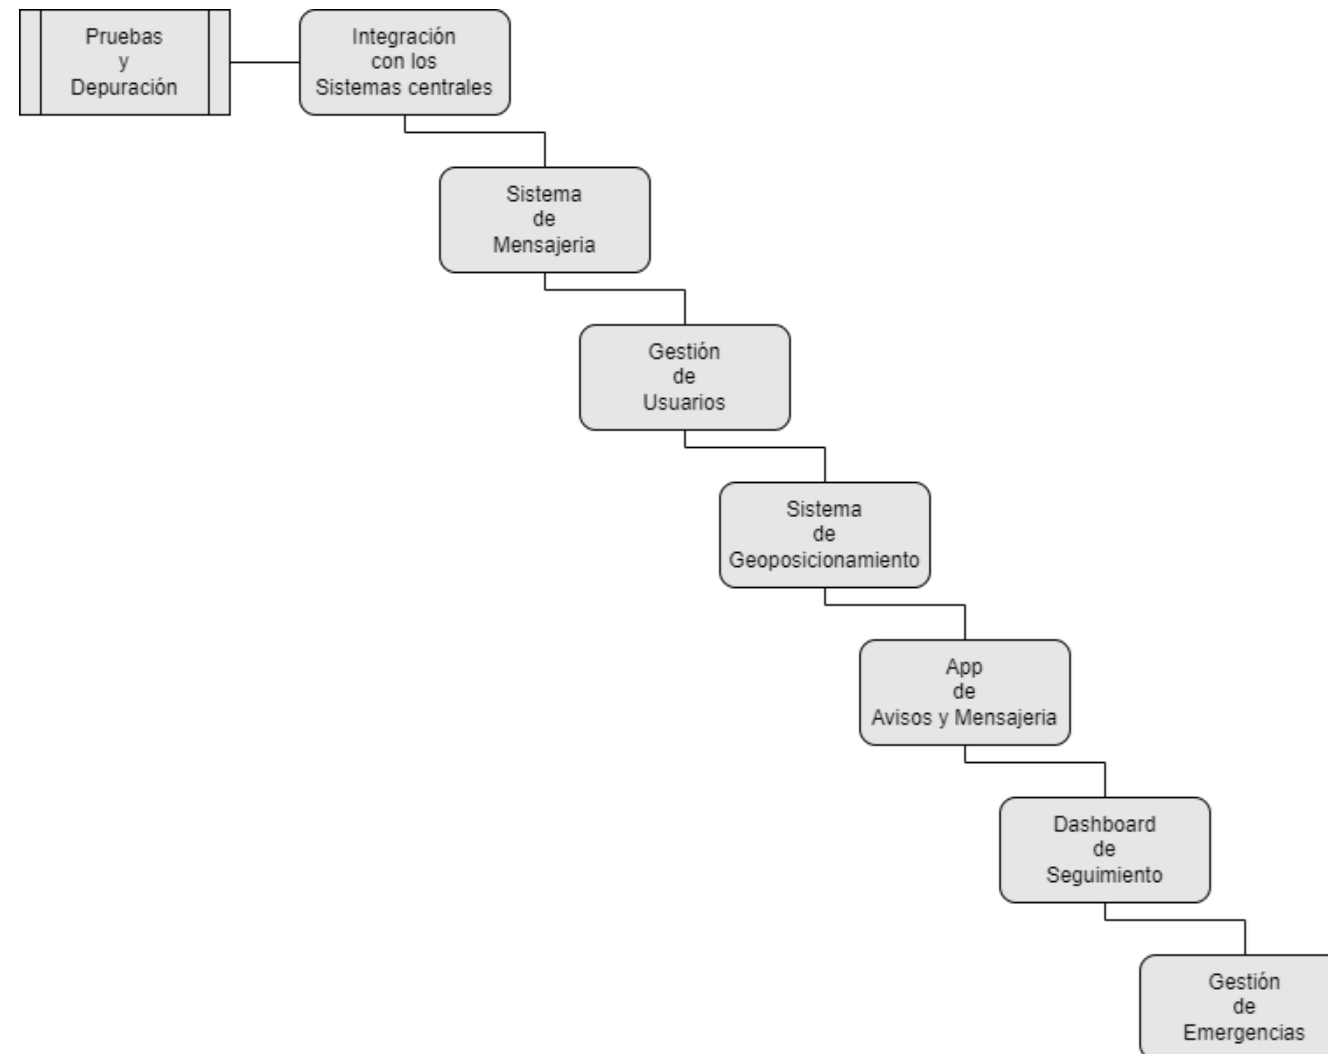 Pruebas
y
Depuración
Integración
con los
Sistemas centrales
Sistema
de
Mensajeria
Gestión
de
Usuarios
Sistema
de
Geoposicionamiento
App
de
Avisos y Mensajeria
Dashboard
de
Seguimiento
Gestión
de
Emergencias